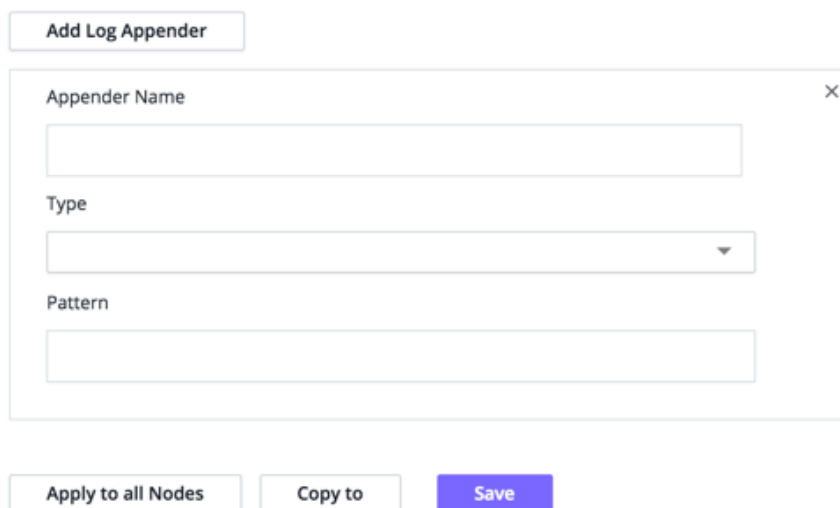 Add Log Appender
Appender Name
Type
Pattern
Apply to all Nodes Copy to Save